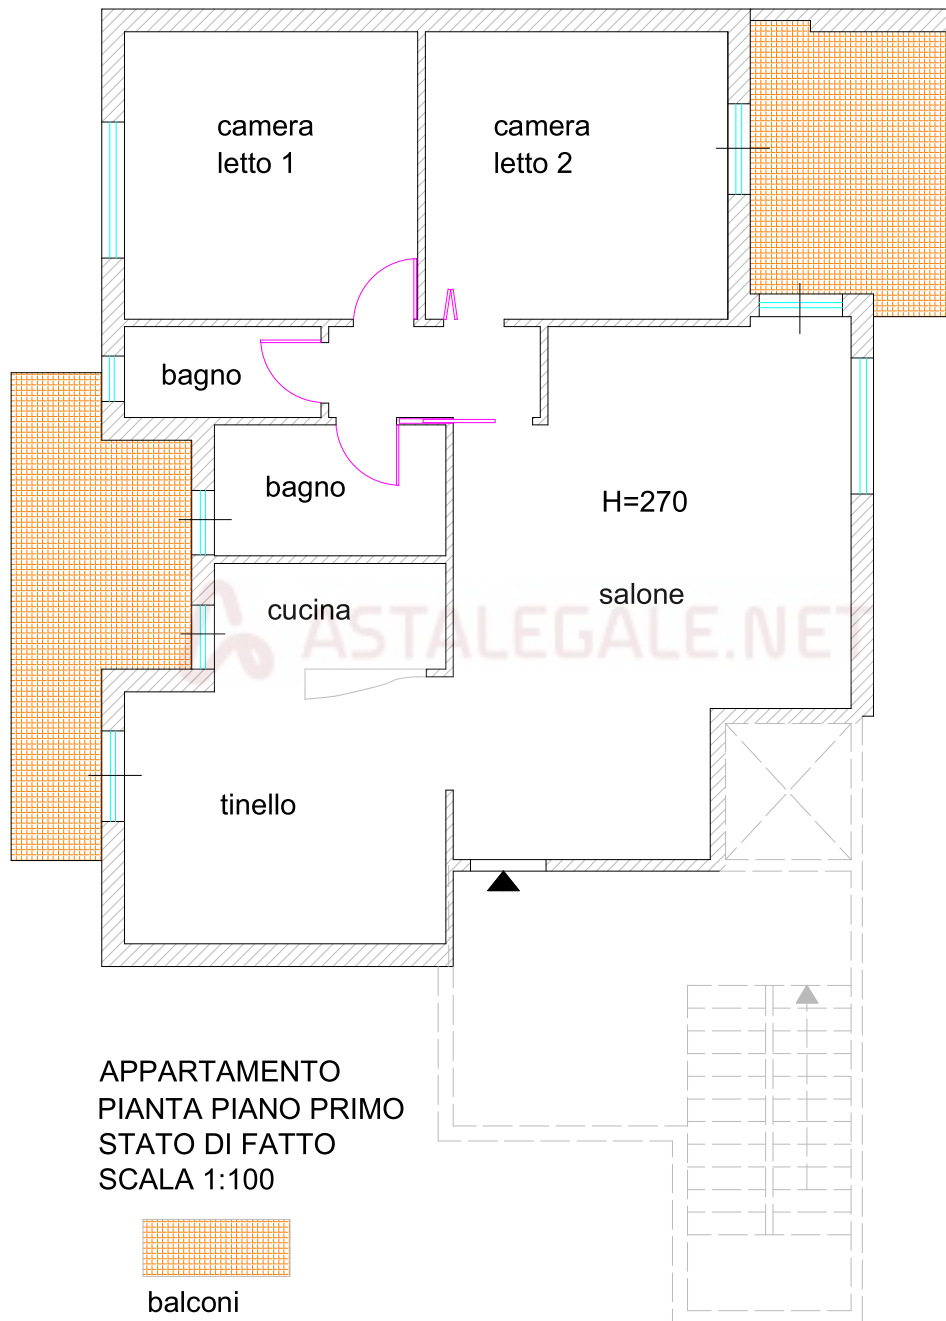 camera
letto 1
camera
letto 2
bagno
bagno
H=270
salone
cucina
ASTALEGALE.NET
tinello
APPARTAMENTO
PIANTA PIANO PRIMO
STATO DI FATTO
SCALA 1:100
balconi